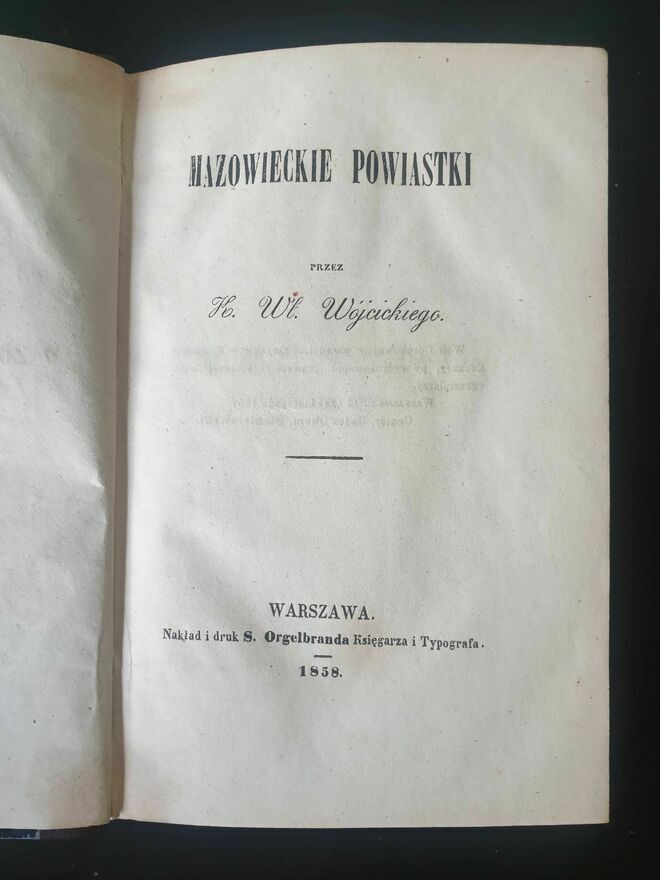 MAZOWIECKIE POWIASTKI
PRZEZ
K. Wł. Wójcickiego.
WARSZAWA.
Nakład i druk S. Orgelbranda Księgarza i Typografa.
1858.